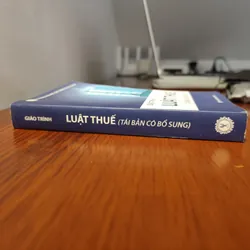 GIÁO TRÌNH LUẬT THUẾ (TÁI BẢN CÓ BỔ SUNG)